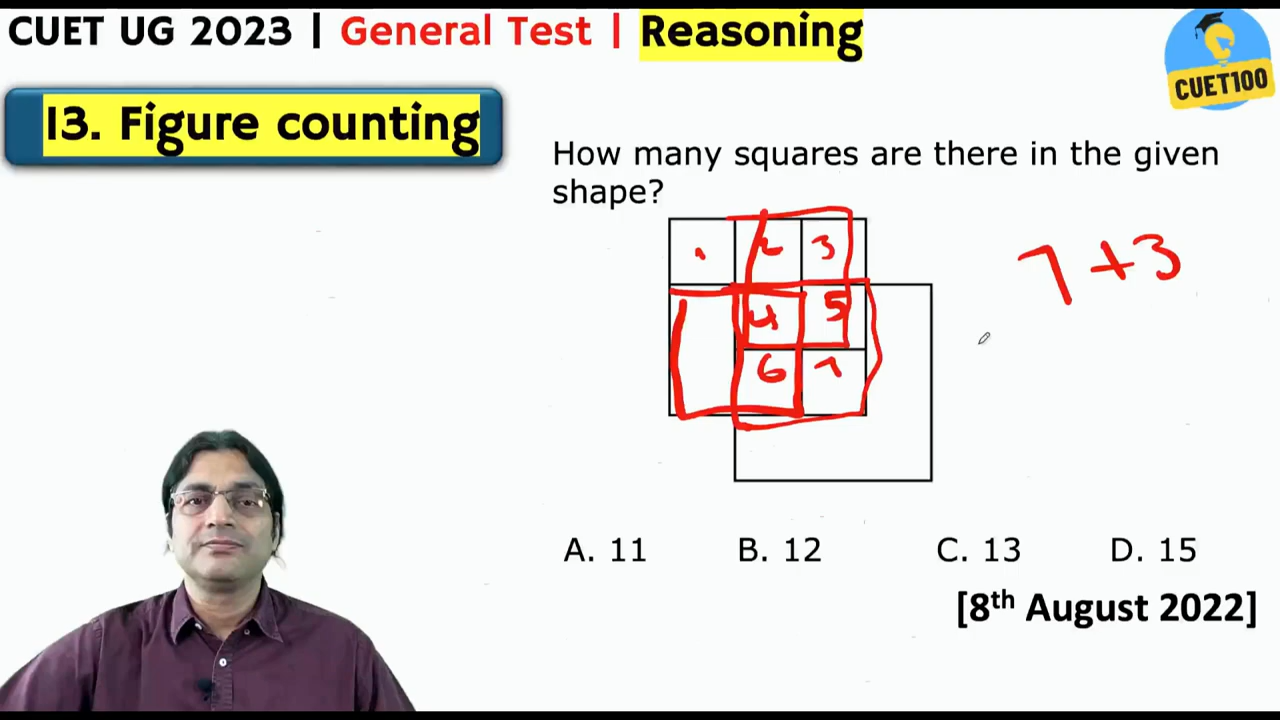 CUET UG 2023 | General Test | Reasoning
CUET100
13. Figure counting
How many squares are there in the given
shape?
1 2 3
4 5
6 7
7 + 3
A. 11 B. 12 C. 13 D. 15
[8th August 2022]